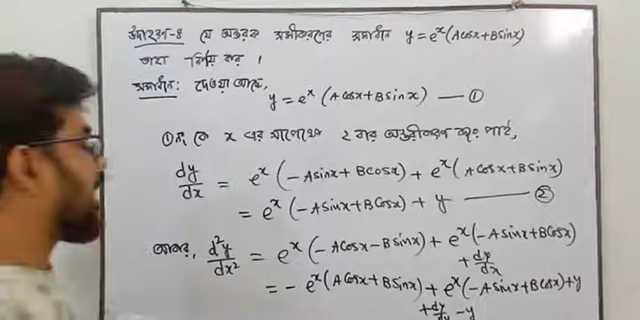 উদাহরণ-৪ যে অন্তরক সমীকরণের সমাধান y = e^x (Acosx+Bsinx)
তাহা নির্ণয় কর ।
সমাধান: দেওয়া আছে,
y = e^x (Acosx+Bsinx) — ①
①নং কে x এর সাপেক্ষে ২ বার অন্তরীকরণ করে পাই,
dy/dx = e^x (-Asinx+Bcosx) + e^x (Acosx+Bsinx)
= e^x (-Asinx+Bcosx) + y — ②
আবার, d²y/dx² = e^x (-Acosx-Bsinx) + e^x (-Asinx+Bcosx)
+ dy/dx
= - e^x (Acosx+Bsinx) + e^x (-Asinx+Bcosx)+y
+ dy/dx - y